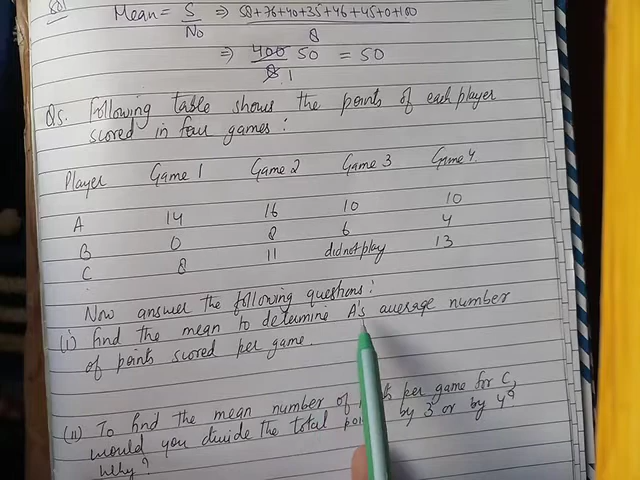 Mean = S/No ⇒ 58+76+40+35+46+45+0+100/8
⇒ 400/8 50/1 = 50
Q5. Following table shows the points of each player
scored in four games:
Player Game 1 Game 2 Game 3 Game 4.
A 14 16 10 10
B 0 8 6 4
C 8 11 did not play 13
Now answer the following questions:
(i) find the mean to determine A's average number
of points scored per game.
(ii) To find the mean number of per game for C,
would you divide the total by 3 or by 4?
Why?